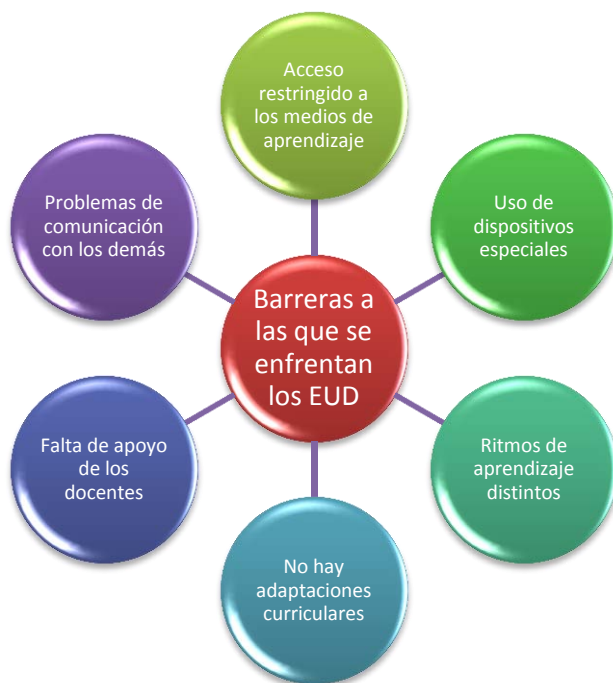 Acceso
restringido a
los medios de
aprendizaje
Uso de
dispositivos
especiales
Ritmos de
aprendizaje
distintos
No hay
adaptaciones
curriculares
Falta de apoyo
de los
docentes
Problemas de
comunicación
con los demás
Barreras a
las que se
enfrentan
los EUD